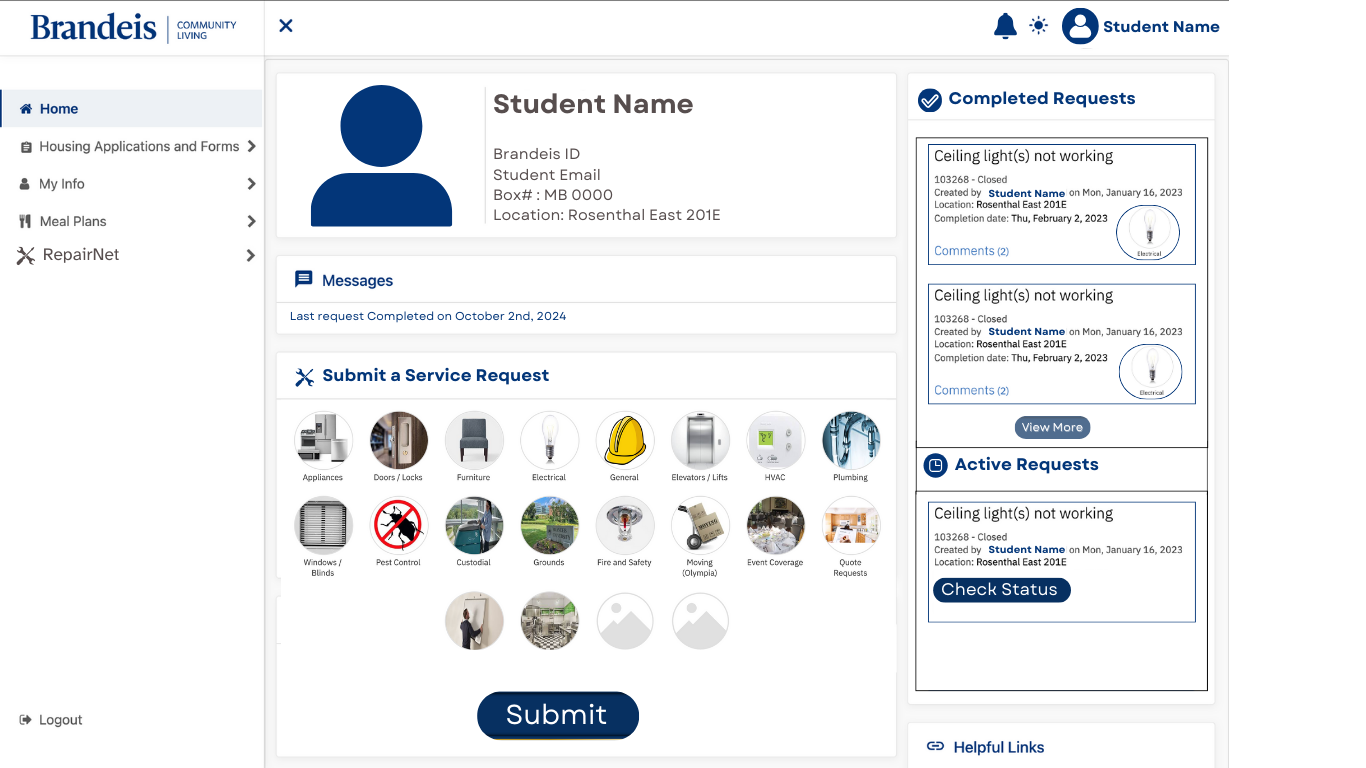 Brandeis
COMMUNITY
LIVING
Student Name
Home
Housing Applications and Forms
My Info
Meal Plans
RepairNet
Logout
Student Name
Brandeis ID
Student Email
Box# : MB 0000
Location: Rosenthal East 201E
Messages
Last request Completed on October 2nd, 2024
Submit a Service Request
Appliances
Doors / Locks
Furniture
Electrical
General
Elevators / Lifts
HVAC
Plumbing
Windows /
Blinds
Pest Control
Custodial
Grounds
Fire and Safety
Moving
(Olympia)
Event Coverage
Quote
Requests
Submit
Completed Requests
Ceiling light(s) not working
103268 - Closed
Created by Student Name on Mon, January 16, 2023
Location: Rosenthal East 201E
Completion date: Thu, February 2, 2023
Electrical
Comments (2)
Ceiling light(s) not working
103268 - Closed
Created by Student Name on Mon, January 16, 2023
Location: Rosenthal East 201E
Completion date: Thu, February 2, 2023
Electrical
Comments (2)
View More
Active Requests
Ceiling light(s) not working
103268 - Closed
Created by Student Name on Mon, January 16, 2023
Location: Rosenthal East 201E
Check Status
Helpful Links